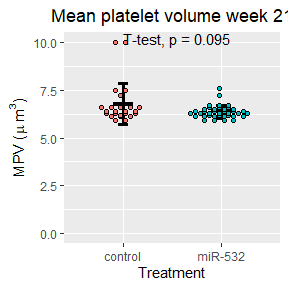 Mean platelet volume week 21
T-test, p = 0.095
10.0
7.5
5.0
2.5
0.0
MPV (μm³)
control
miR-532
Treatment